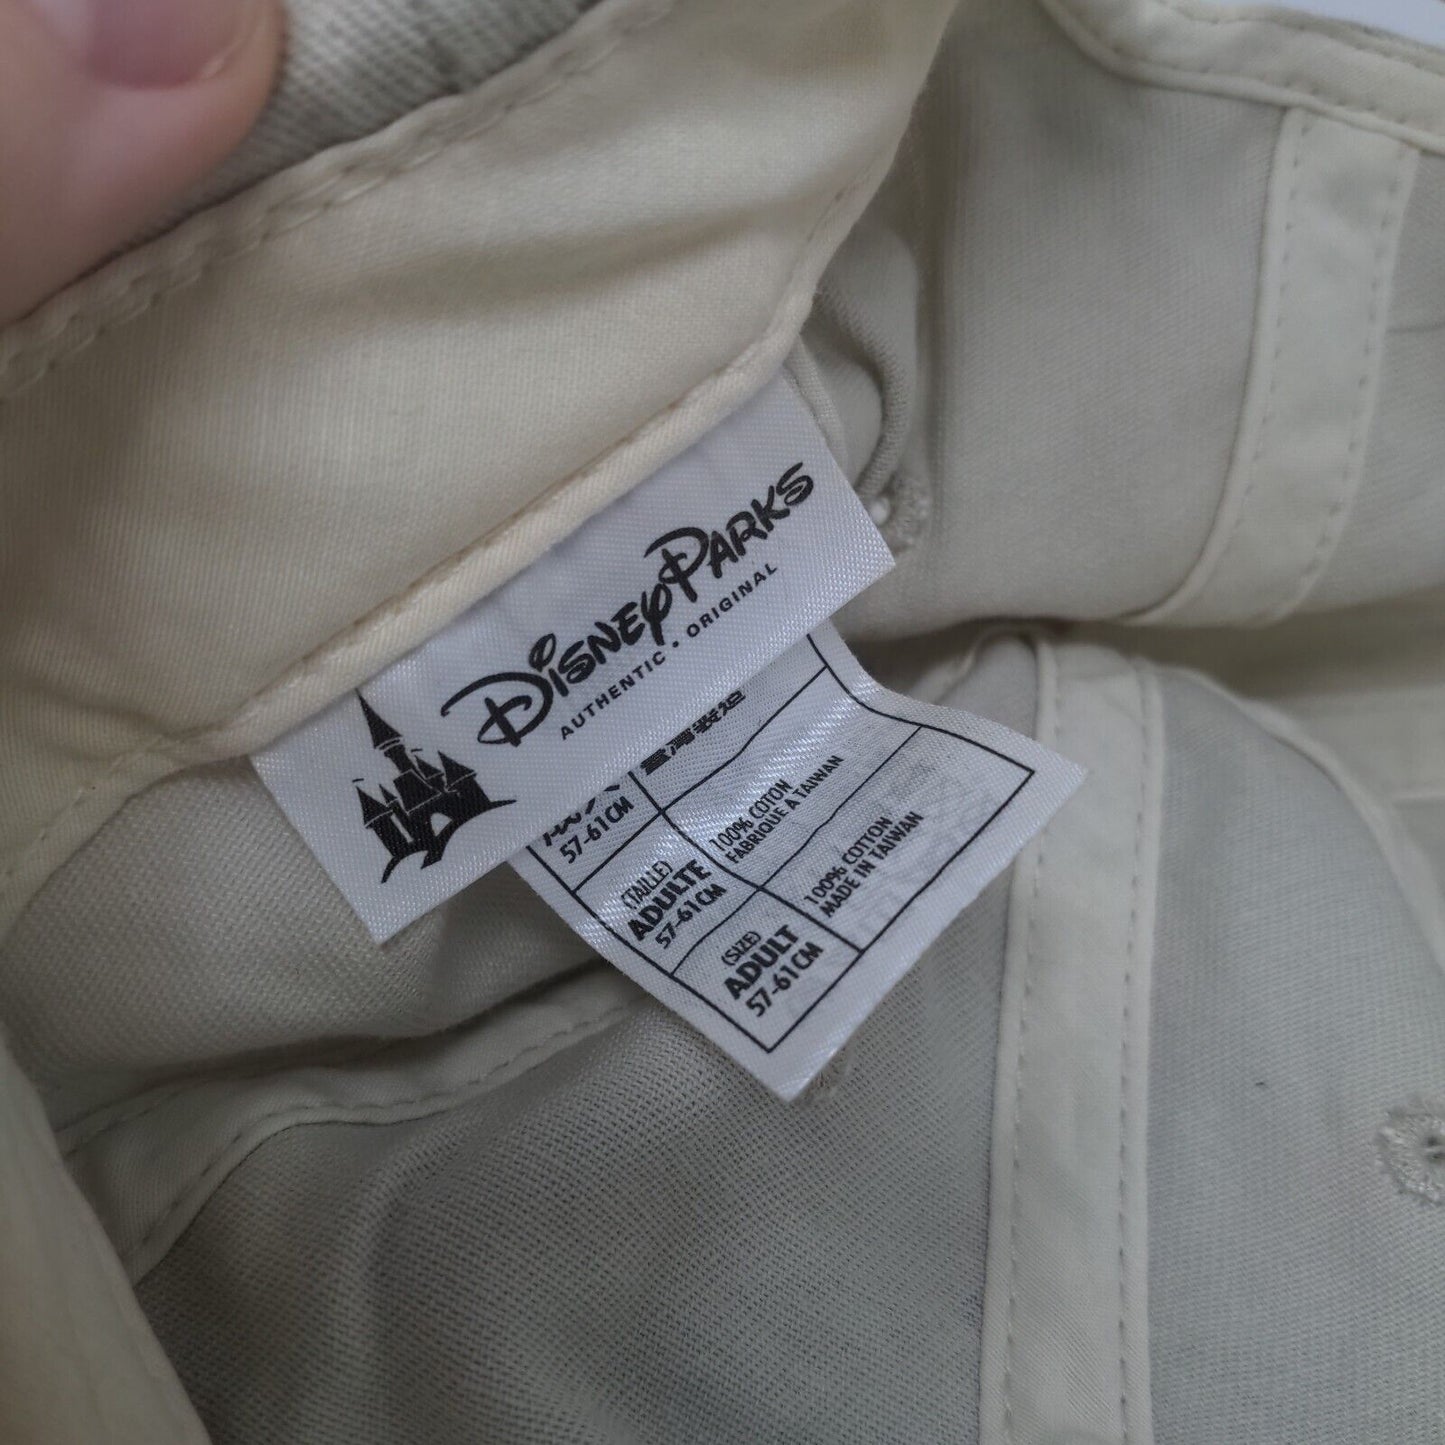 DISNEY PARKS
AUTHENTIC • ORIGINAL
57-61CM
(TAILLE)
ADULTE
57-61CM
100% COTON
FABRIQUE A TAIWAN
(SIZE)
ADULT
57-61CM
100% COTTON
MADE IN TAIWAN